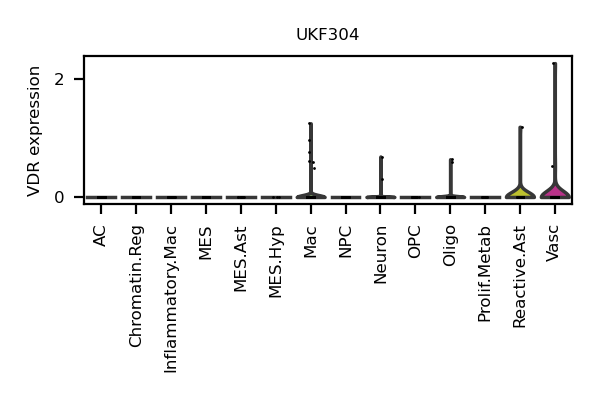 UKF304
VDR expression
2
0
AC
Chromatin.Reg
Inflammatory.Mac
MES
MES.Ast
MES.Hyp
Mac
NPC
Neuron
OPC
Oligo
Prolif.Metab
Reactive.Ast
Vasc